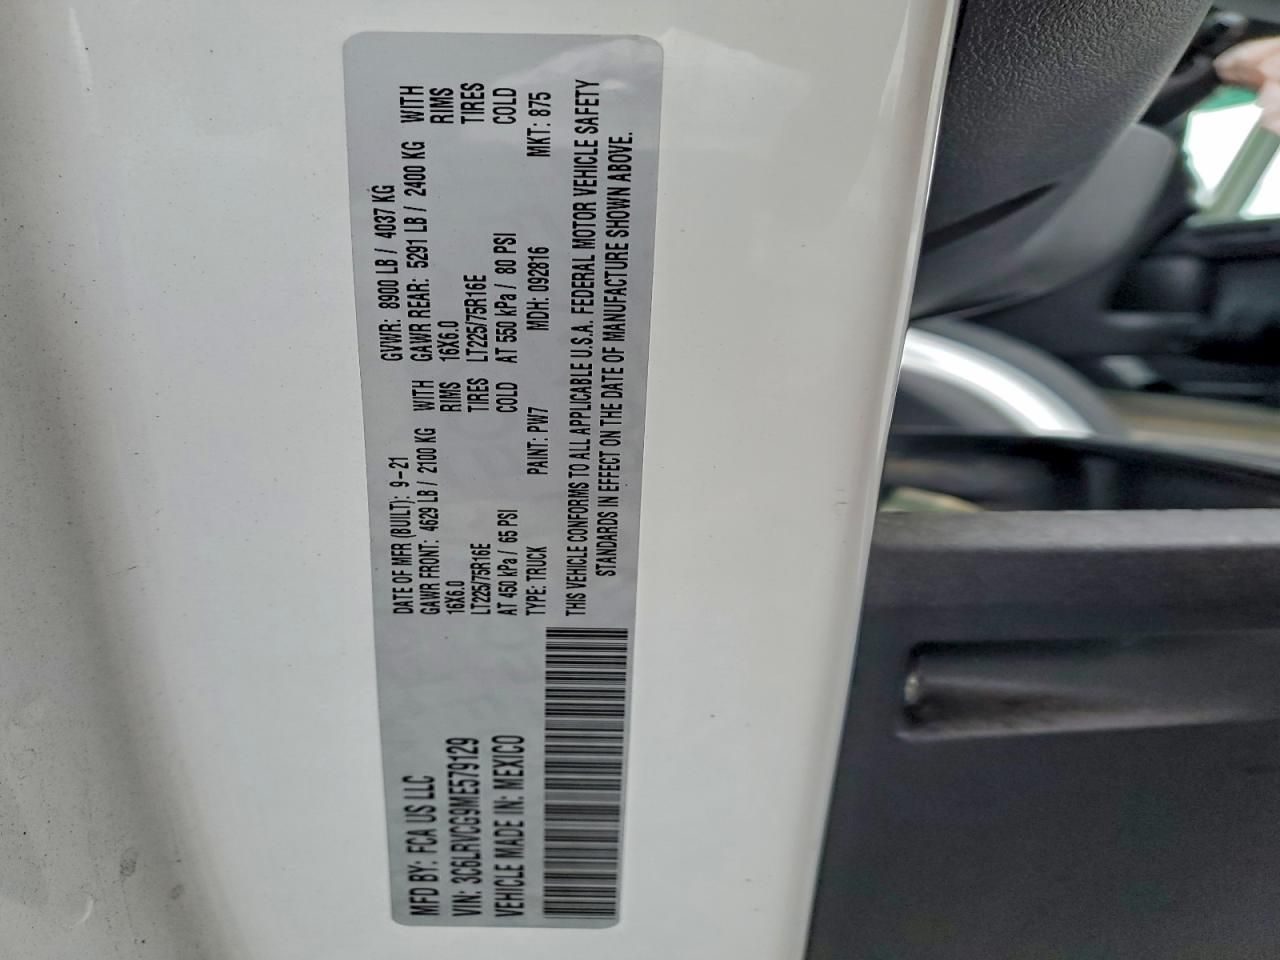 MFD BY: FCA US LLC
DATE OF MFR (BUILT): 9-21
GVWR: 8900 LB / 4037 KG
VIN: 3C6LRVCG9ME579129
GAWR FRONT: 4629 LB / 2100 KG WITH
GAWR REAR: 5291 LB / 2400 KG WITH
16X6.0 RIMS
16X6.0 RIMS
VEHICLE MADE IN: MEXICO
LT225/75R16E TIRES
LT225/75R16E TIRES
AT 450 kPa / 65 PSI COLD
AT 550 kPa / 80 PSI COLD
TYPE: TRUCK PAINT: PW7 MDH: 092816 MKT: 875
THIS VEHICLE CONFORMS TO ALL APPLICABLE U.S.A. FEDERAL MOTOR VEHICLE SAFETY
STANDARDS IN EFFECT ON THE DATE OF MANUFACTURE SHOWN ABOVE.